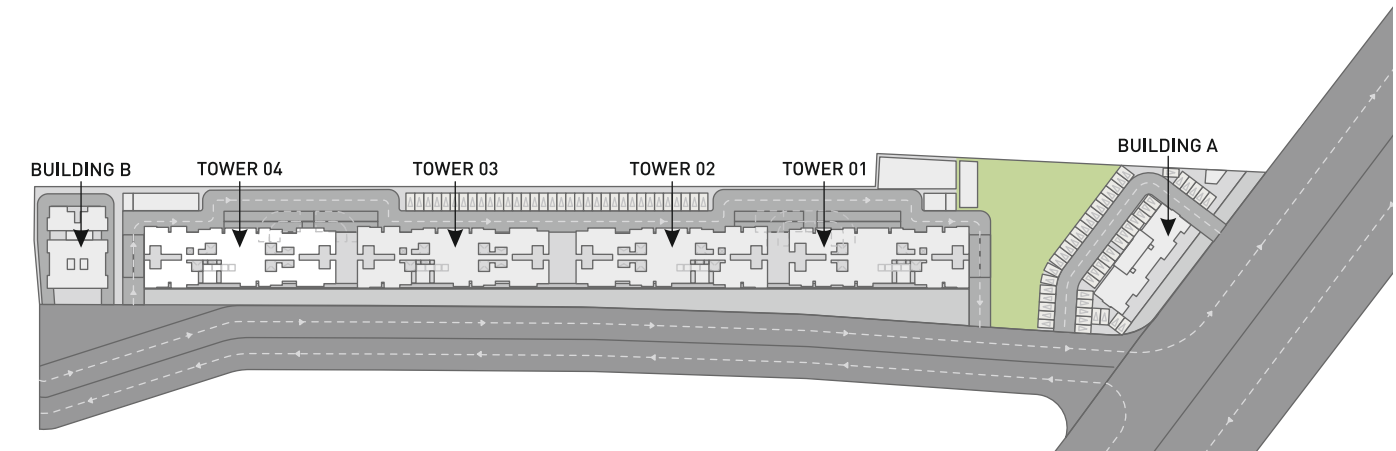 BUILDING B
TOWER 04
TOWER 03
TOWER 02
TOWER 01
BUILDING A